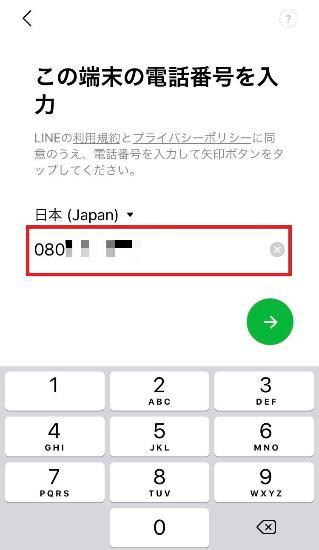 ?
この端末の電話番号を入
力
LINEの利用規約とプライバシーポリシーに同
意のうえ、電話番号を入力して矢印ボタンをタ
ップしてください。
日本 (Japan)
080
1 2 3
ABC DEF
4 5 6
GHI JKL MNO
7 8 9
PQRS TUV WXYZ
0